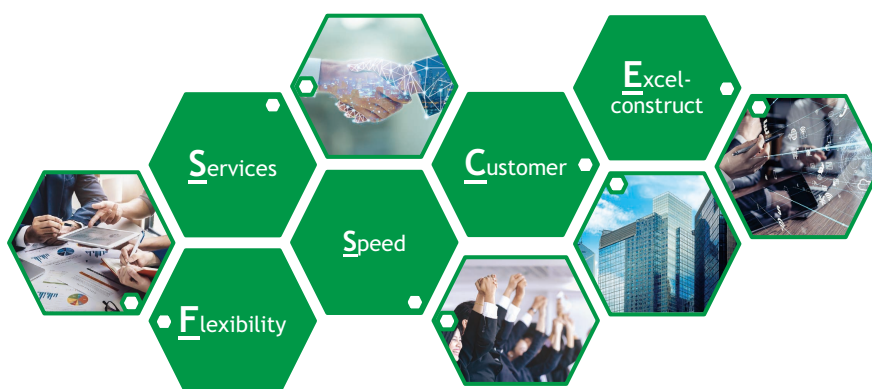 Excel-
construct
Services
Customer
Speed
Flexibility